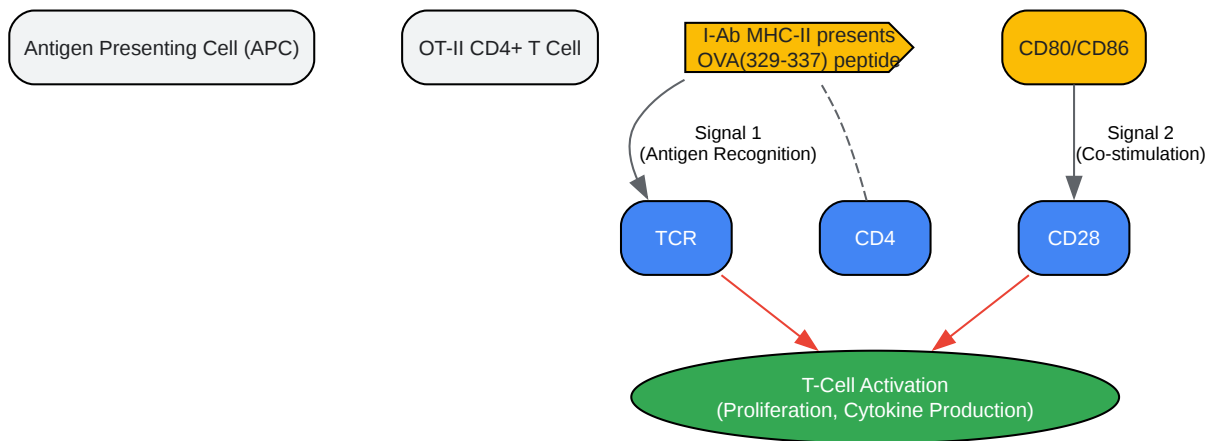 Antigen Presenting Cell (APC)
OT-II CD4+ T Cell
I-Ab MHC-II presents
OVA(329-337) peptide
CD80/CD86
Signal 1
(Antigen Recognition)
Signal 2
(Co-stimulation)
TCR
CD4
CD28
T-Cell Activation
(Proliferation, Cytokine Production)